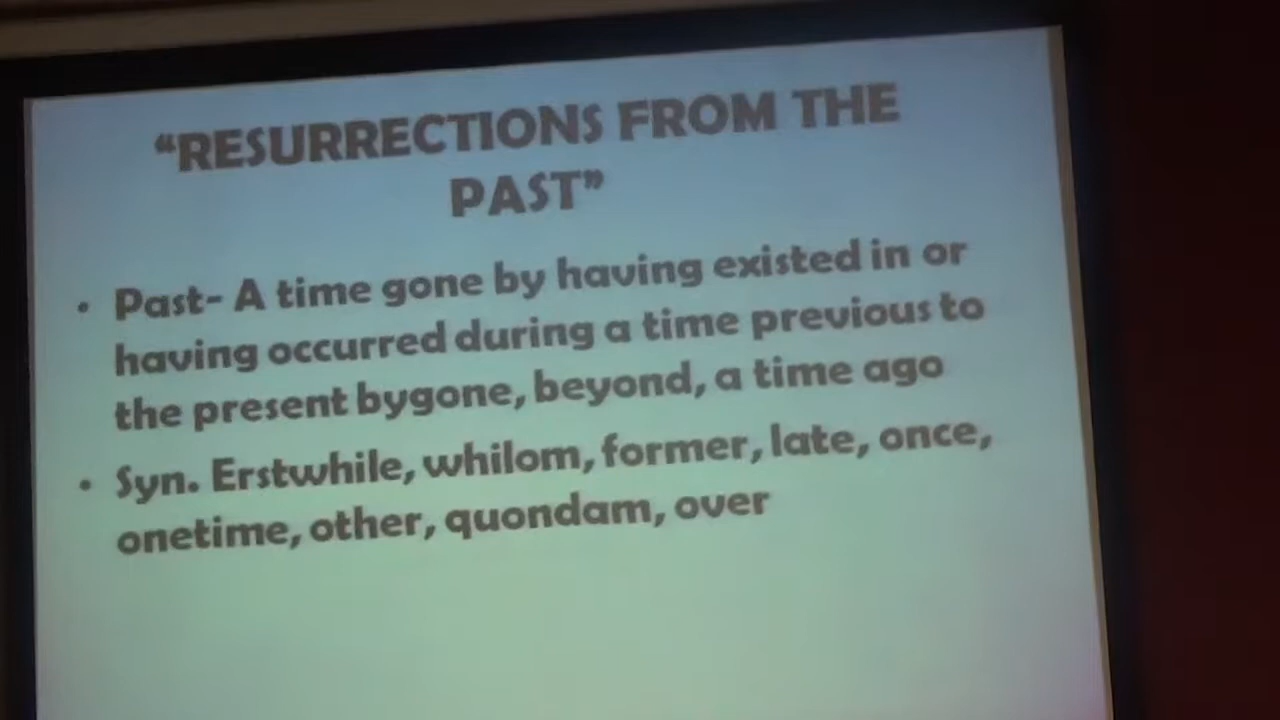 “RESURRECTIONS FROM THE
PAST”
• Past- A time gone by having existed in or
having occurred during a time previous to
the present bygone, beyond, a time ago
• Syn. Erstwhile, whilom, former, late, once,
onetime, other, quondam, over